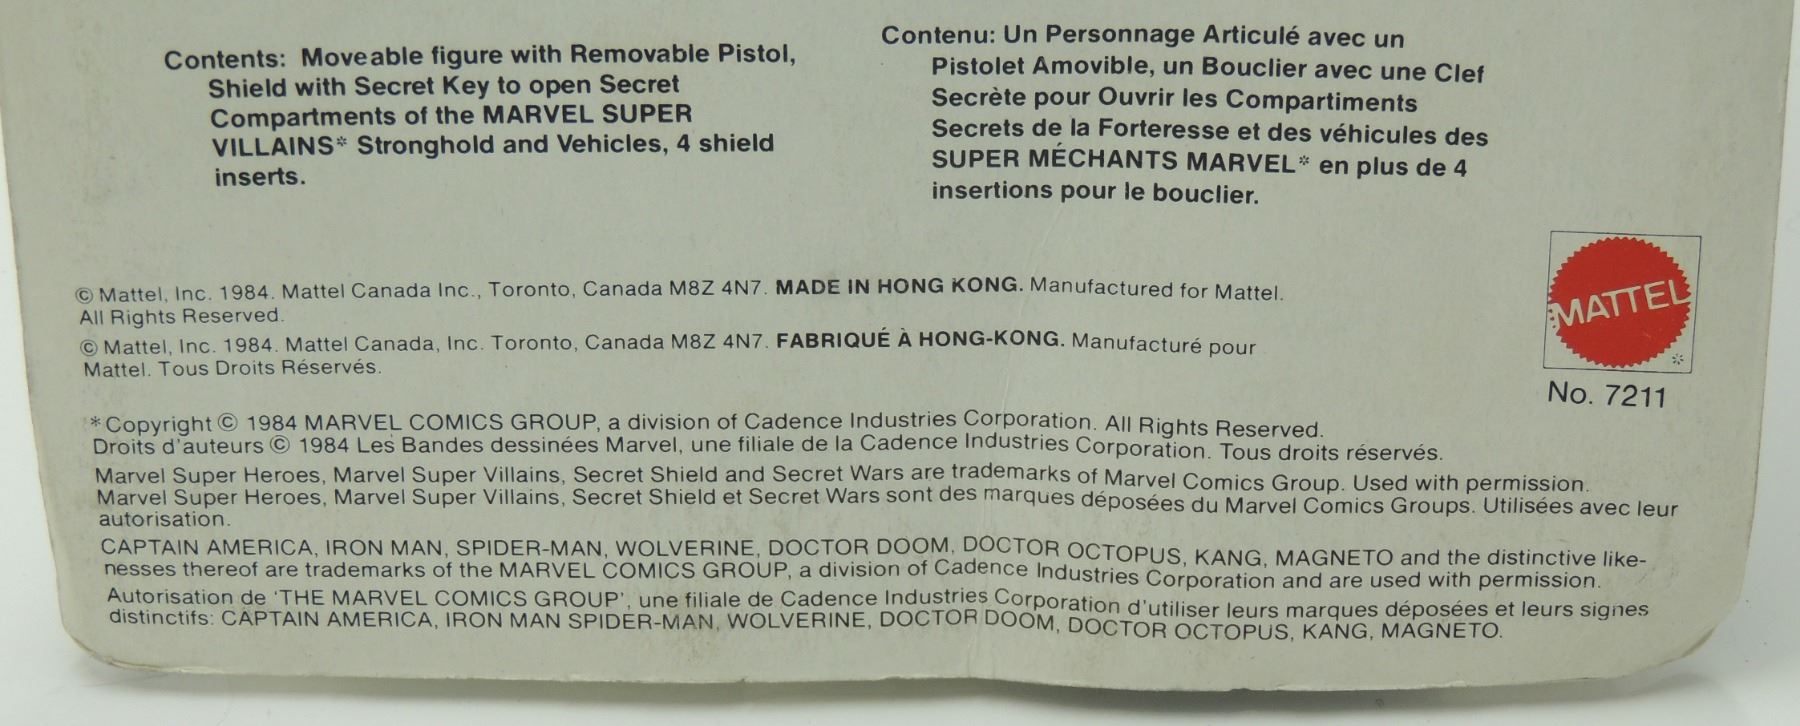 Contents: Moveable figure with Removable Pistol,
Shield with Secret Key to open Secret
Compartments of the MARVEL SUPER
VILLAINS* Stronghold and Vehicles, 4 shield
inserts.
Contenu: Un Personnage Articulé avec un
Pistolet Amovible, un Bouclier avec une Clef
Secrète pour Ouvrir les Compartiments
Secrets de la Forteresse et des véhicules des
SUPER MÉCHANTS MARVEL* en plus de 4
insertions pour le bouclier.
© Mattel, Inc. 1984. Mattel Canada Inc., Toronto, Canada M8Z 4N7. MADE IN HONG KONG. Manufactured for Mattel.
All Rights Reserved.
© Mattel, Inc. 1984. Mattel Canada, Inc. Toronto, Canada M8Z 4N7. FABRIQUÉ À HONG-KONG. Manufacturé pour
Mattel. Tous Droits Réservés.
MATTEL*
No. 7211
*Copyright © 1984 MARVEL COMICS GROUP, a division of Cadence Industries Corporation. All Rights Reserved.
Droits d'auteurs © 1984 Les Bandes dessinées Marvel, une filiale de la Cadence Industries Corporation. Tous droits réservés.
Marvel Super Heroes, Marvel Super Villains, Secret Shield and Secret Wars are trademarks of Marvel Comics Group. Used with permission.
Marvel Super Heroes, Marvel Super Villains, Secret Shield et Secret Wars sont des marques déposées du Marvel Comics Groups. Utilisées avec leur
autorisation.
CAPTAIN AMERICA, IRON MAN, SPIDER-MAN, WOLVERINE, DOCTOR DOOM, DOCTOR OCTOPUS, KANG, MAGNETO and the distinctive like-
nesses thereof are trademarks of the MARVEL COMICS GROUP, a division of Cadence Industries Corporation and are used with permission.
Autorisation de 'THE MARVEL COMICS GROUP', une filiale de Cadence Industries Corporation d'utiliser leurs marques déposées et leurs signes
distinctifs: CAPTAIN AMERICA, IRON MAN SPIDER-MAN, WOLVERINE, DOCTOR DOOM, DOCTOR OCTOPUS, KANG, MAGNETO.